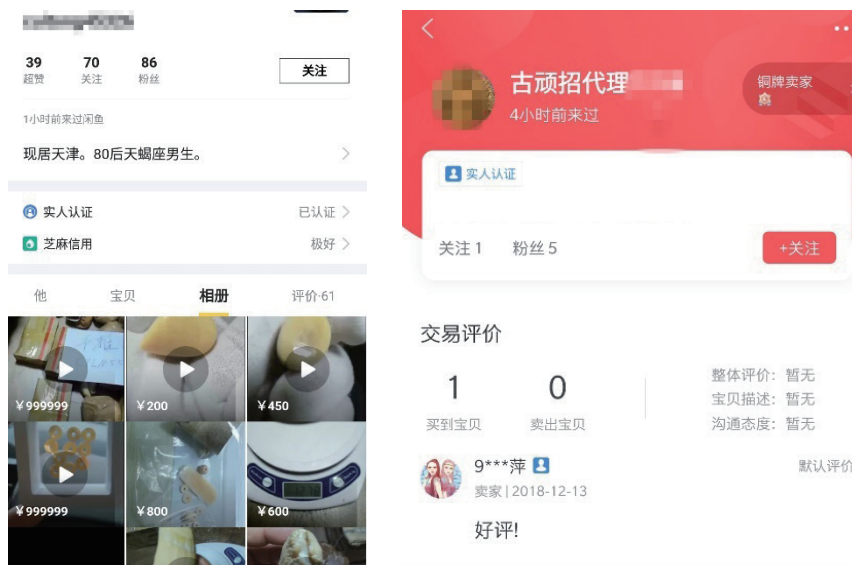 39 70 86
超赞 关注 粉丝
关注
1小时前来过闲鱼
现居天津。80后天蝎座男生。
实人认证 已认证
芝麻信用 极好
他 宝贝 相册 评价·61
¥999999 ¥200 ¥450
¥999999 ¥800 ¥600
古顽招代理
4小时前来过
铜牌卖家
实人认证
关注 1 粉丝 5
+关注
交易评价
1 0
买到宝贝 卖出宝贝
整体评价：暂无
宝贝描述：暂无
沟通态度：暂无
9***萍
默认评价
卖家 | 2018-12-13
好评!